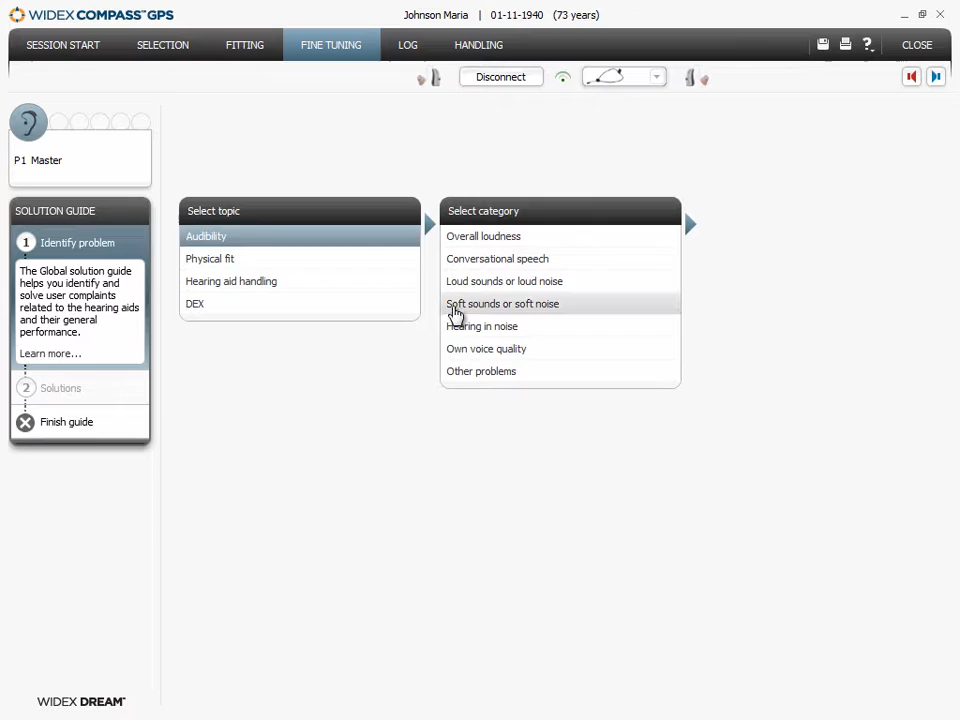 WIDEX COMPASS™ GPS
Johnson Maria | 01-11-1940 (73 years)
SESSION START SELECTION FITTING FINE TUNING LOG HANDLING CLOSE
Disconnect
P1 Master
SOLUTION GUIDE
1 Identify problem
The Global solution guide
helps you identify and
solve user complaints
related to the hearing aids
and their general
performance.
Learn more...
2 Solutions
Finish guide
Select topic
Audibility
Physical fit
Hearing aid handling
DEX
Select category
Overall loudness
Conversational speech
Loud sounds or loud noise
Soft sounds or soft noise
Hearing in noise
Own voice quality
Other problems
WIDEX DREAM™